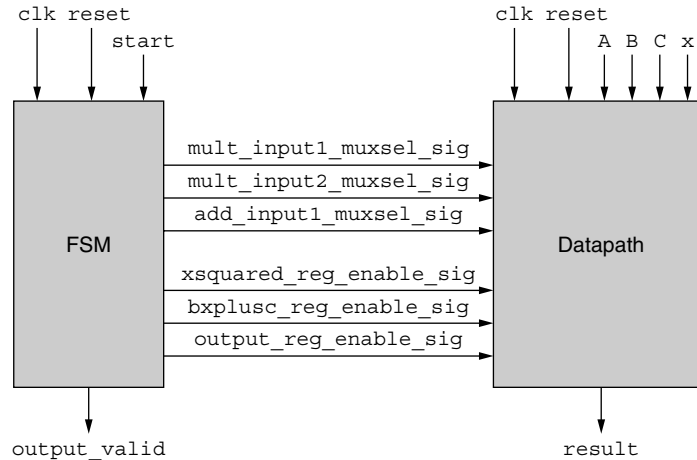 clk reset
start
clk reset
A B C x
mult_input1_muxsel_sig
mult_input2_muxsel_sig
add_input1_muxsel_sig
FSM
Datapath
xsquared_reg_enable_sig
bxplusc_reg_enable_sig
output_reg_enable_sig
output_valid
result